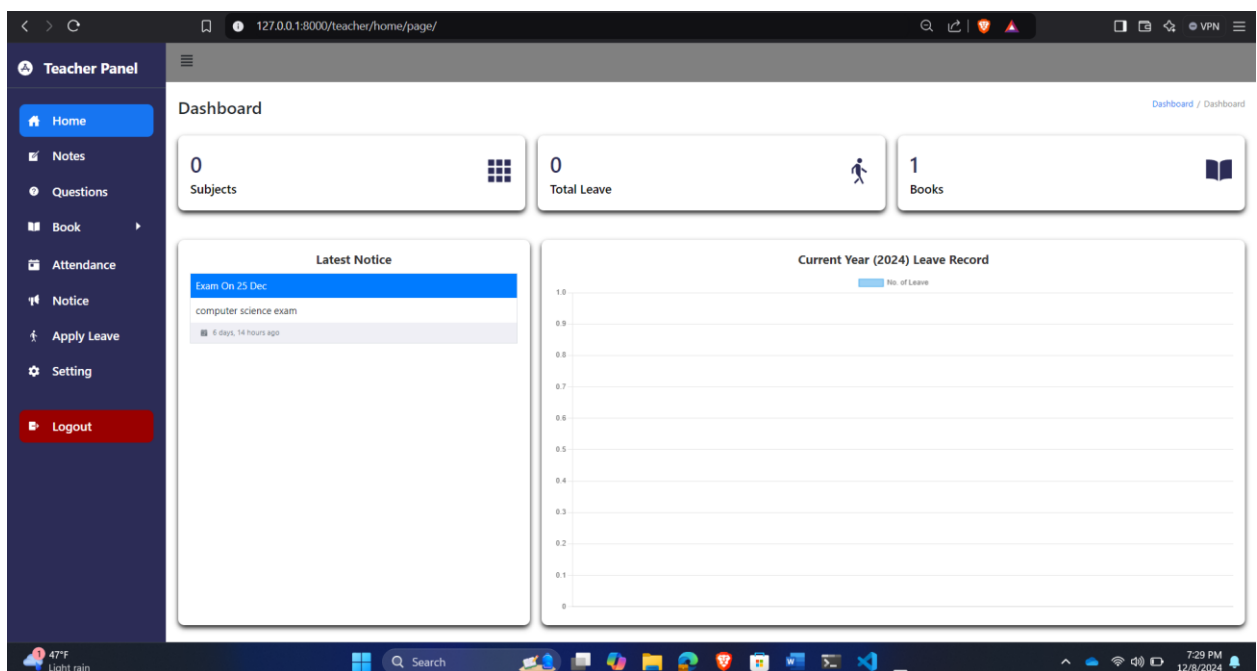 127.0.0.1:8000/teacher/home/page/
VPN
Teacher Panel
Home
Notes
Questions
Book
Attendance
Notice
Apply Leave
Setting
Logout
Dashboard
Dashboard / Dashboard
0
Subjects
0
Total Leave
1
Books
Latest Notice
Exam On 25 Dec
computer science exam
6 days, 14 hours ago
Current Year (2024) Leave Record
No. of Leave
1.0
0.9
0.8
0.7
0.6
0.5
0.4
0.3
0.2
0.1
0
1
47°F
Light rain
Search
7:29 PM
12/8/2024